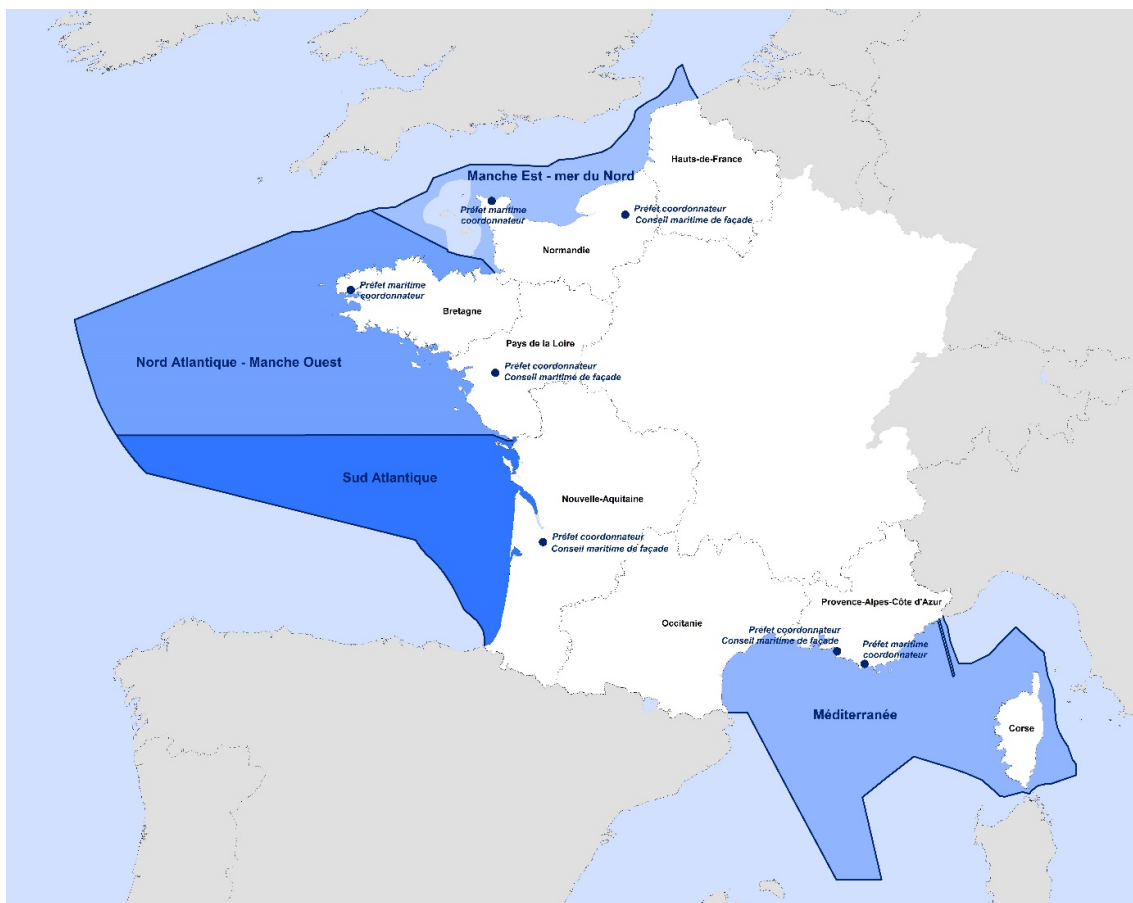 Hauts-de-France
Manche Est - mer du Nord
Préfet maritime
coordonnateur
Préfet coordonnateur
Conseil maritime de façade
Normandie
Préfet maritime
coordonnateur
Bretagne
Pays de la Loire
Nord Atlantique - Manche Ouest
Préfet coordonnateur
Conseil maritime de façade
Sud Atlantique
Nouvelle-Aquitaine
Préfet coordonnateur
Conseil maritime de façade
Provence-Alpes-Côte d'Azur
Occitanie
Préfet coordonnateur
Conseil maritime de façade
Préfet maritime
coordonnateur
Méditerranée
Corse